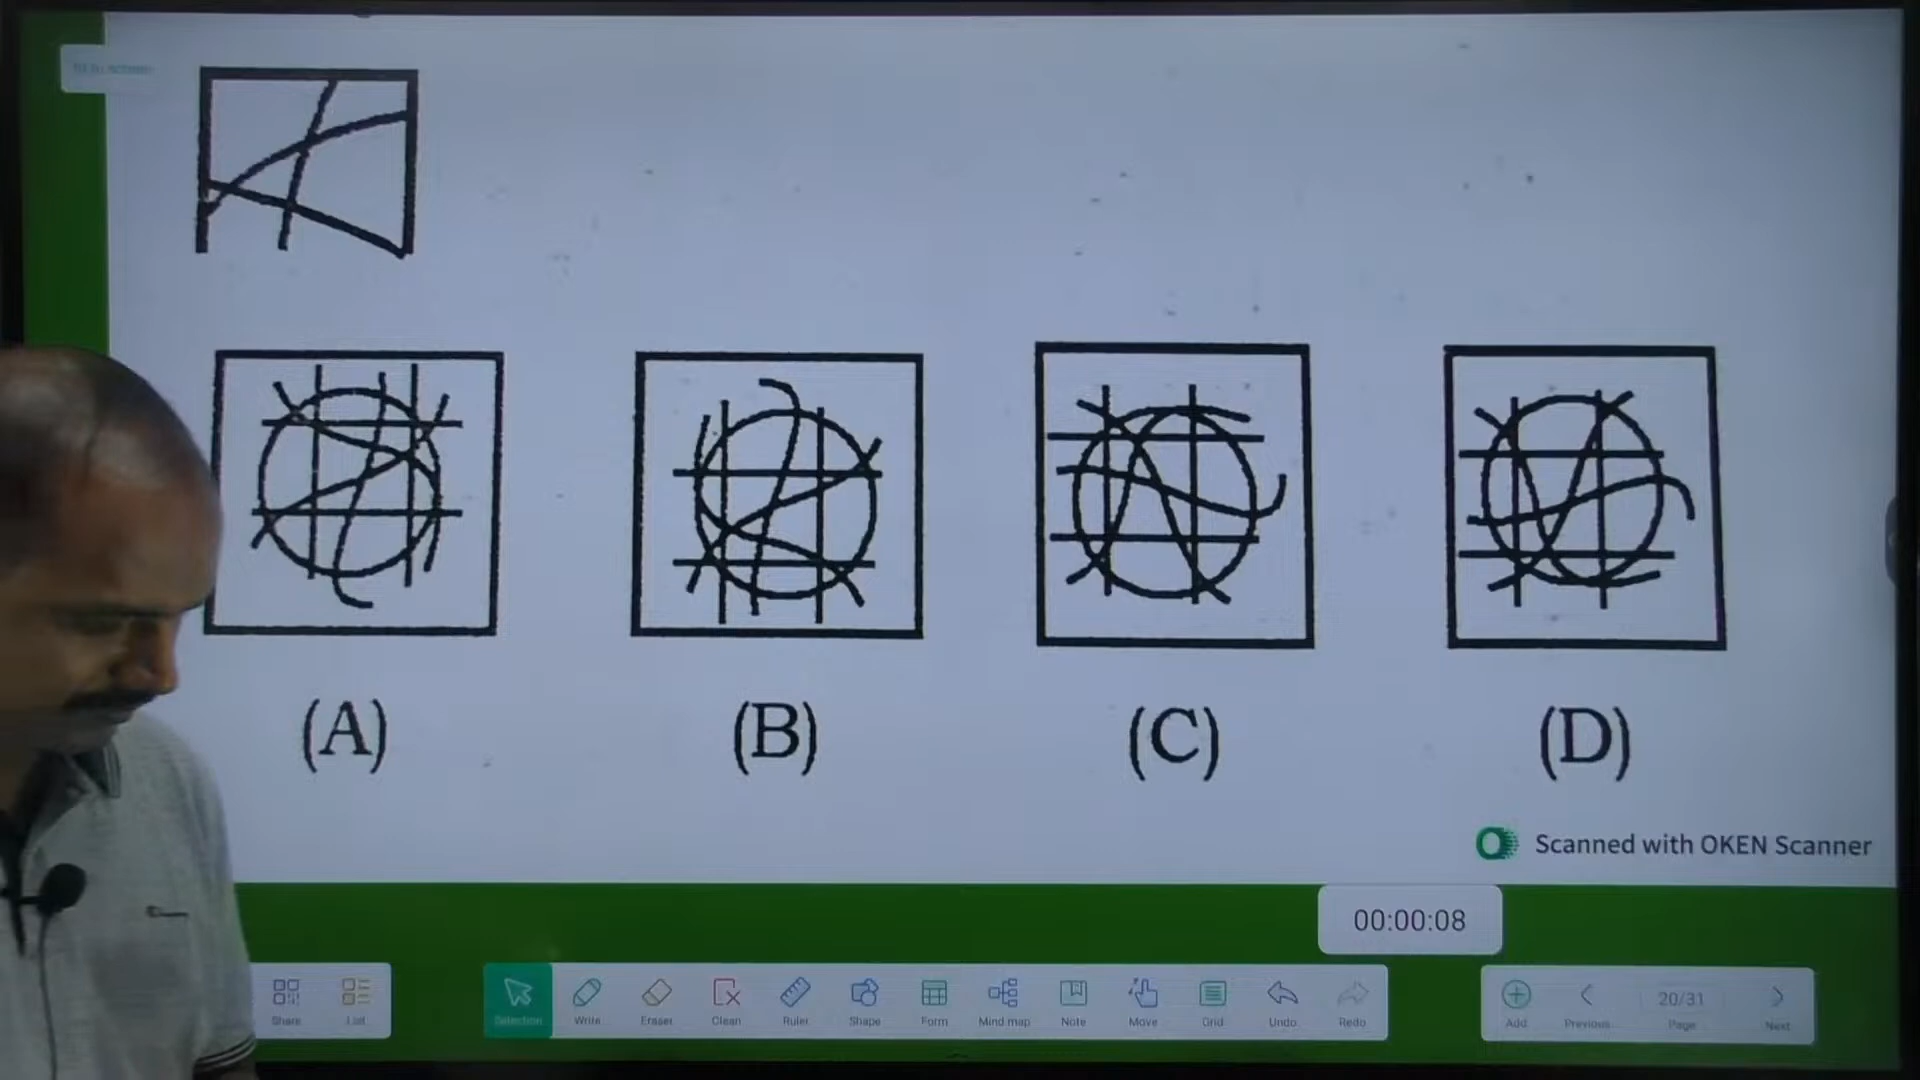 (A)
(B)
(C)
(D)
Scanned with OKEN Scanner
00:00:08
Share
List
Selection
Write
Eraser
Clean
Ruler
Shape
Form
Mind map
Note
Move
Grid
Undo
Redo
Add
Previous
20/31
Page
Next